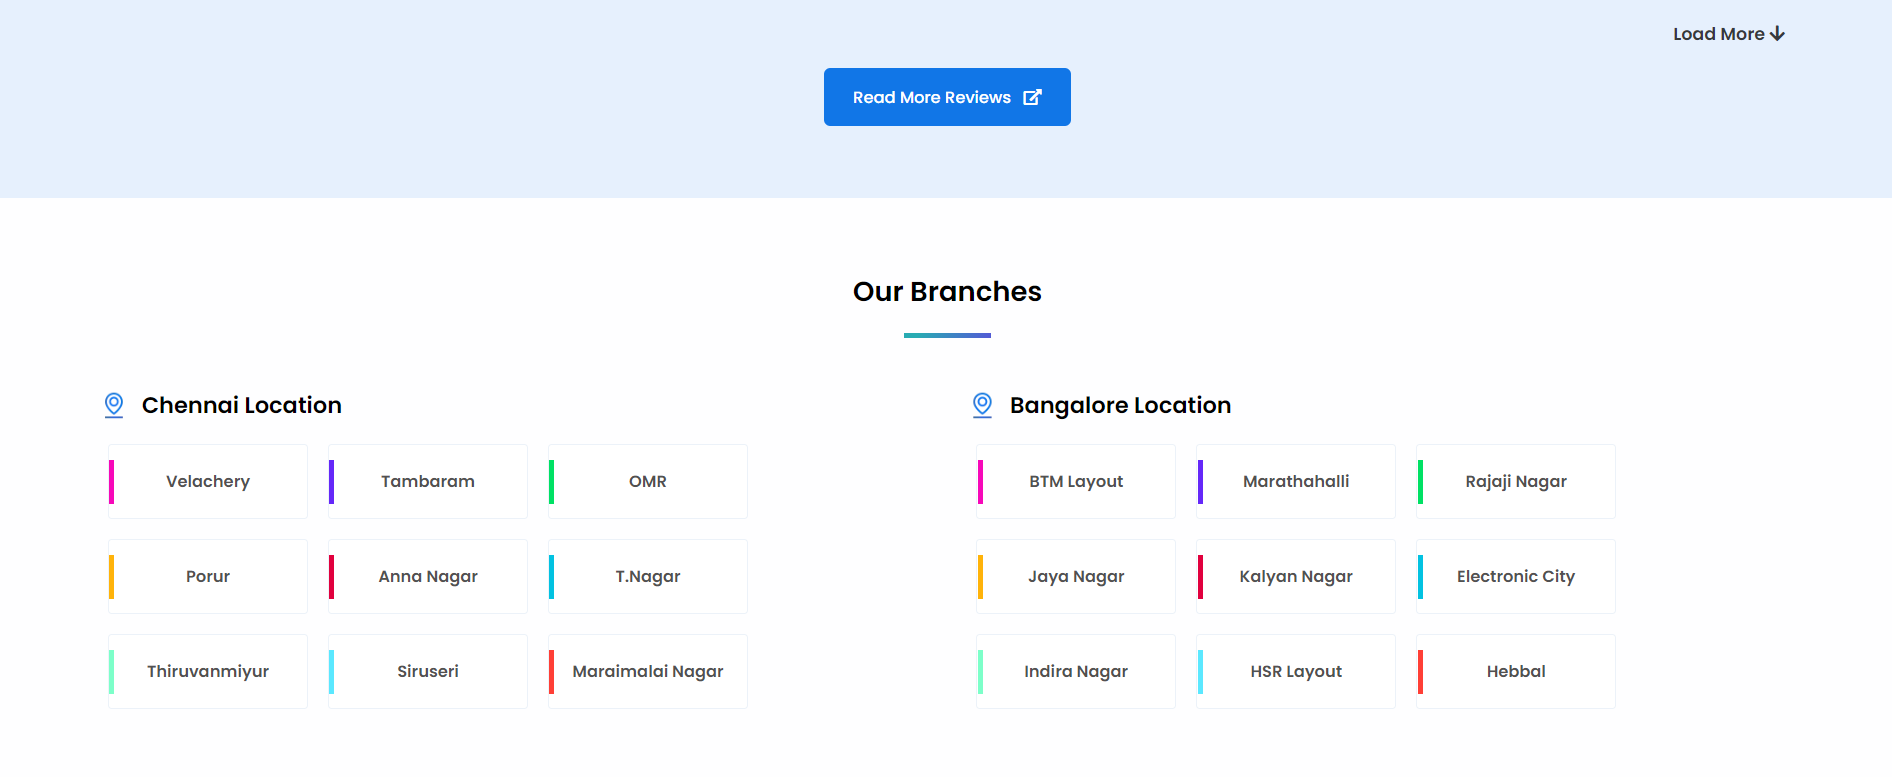 Load More
Read More Reviews
Our Branches
Chennai Location
Velachery
Tambaram
OMR
Porur
Anna Nagar
T.Nagar
Thiruvanmiyur
Siruseri
Maraimalai Nagar
Bangalore Location
BTM Layout
Marathahalli
Rajaji Nagar
Jaya Nagar
Kalyan Nagar
Electronic City
Indira Nagar
HSR Layout
Hebbal